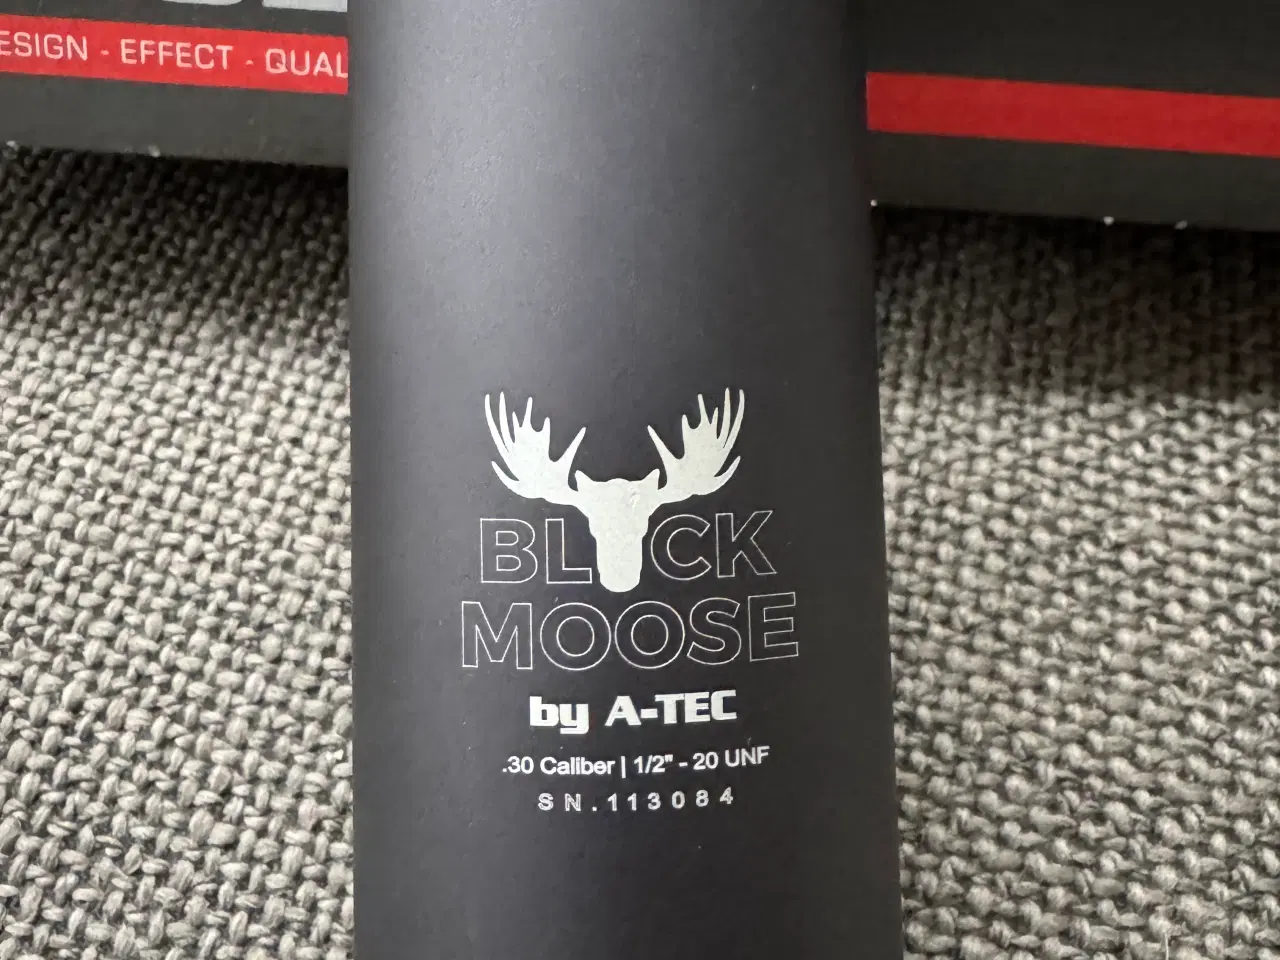 ESIGN - EFFECT - QUAL
BL CK
MOOSE
by A-TEC
.30 Caliber | 1/2" - 20 UNF
SN.113084